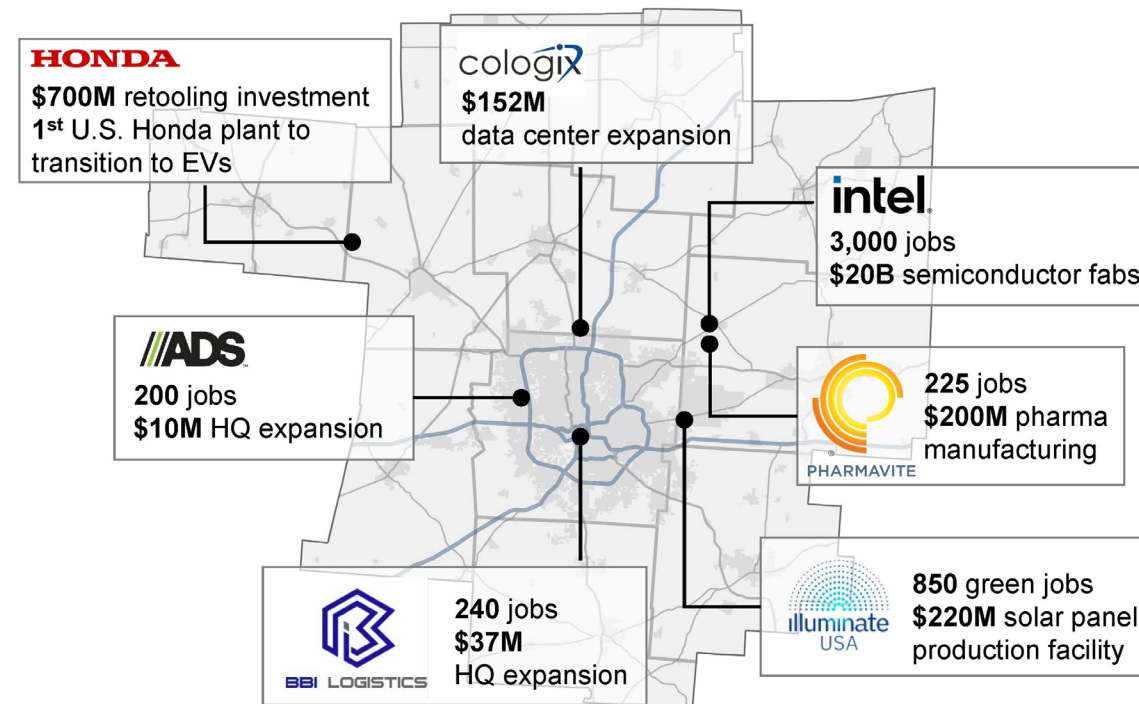 HONDA
$700M retooling investment
1st U.S. Honda plant to
transition to EVs
cologix
$152M
data center expansion
intel.
3,000 jobs
$20B semiconductor fabs
///ADS
200 jobs
$10M HQ expansion
225 jobs
$200M pharma
manufacturing
PHARMAVITE®
BBI LOGISTICS
240 jobs
$37M
HQ expansion
illuminate
USA
850 green jobs
$220M solar panel
production facility